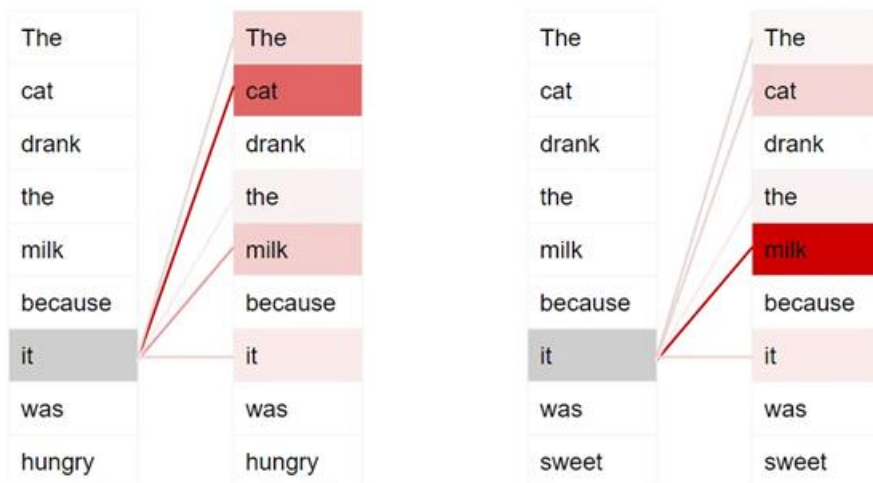 The The The The
cat cat cat cat
drank drank drank drank
the the the the
milk milk milk milk
because because because because
it it it it
was was was was
hungry hungry sweet sweet